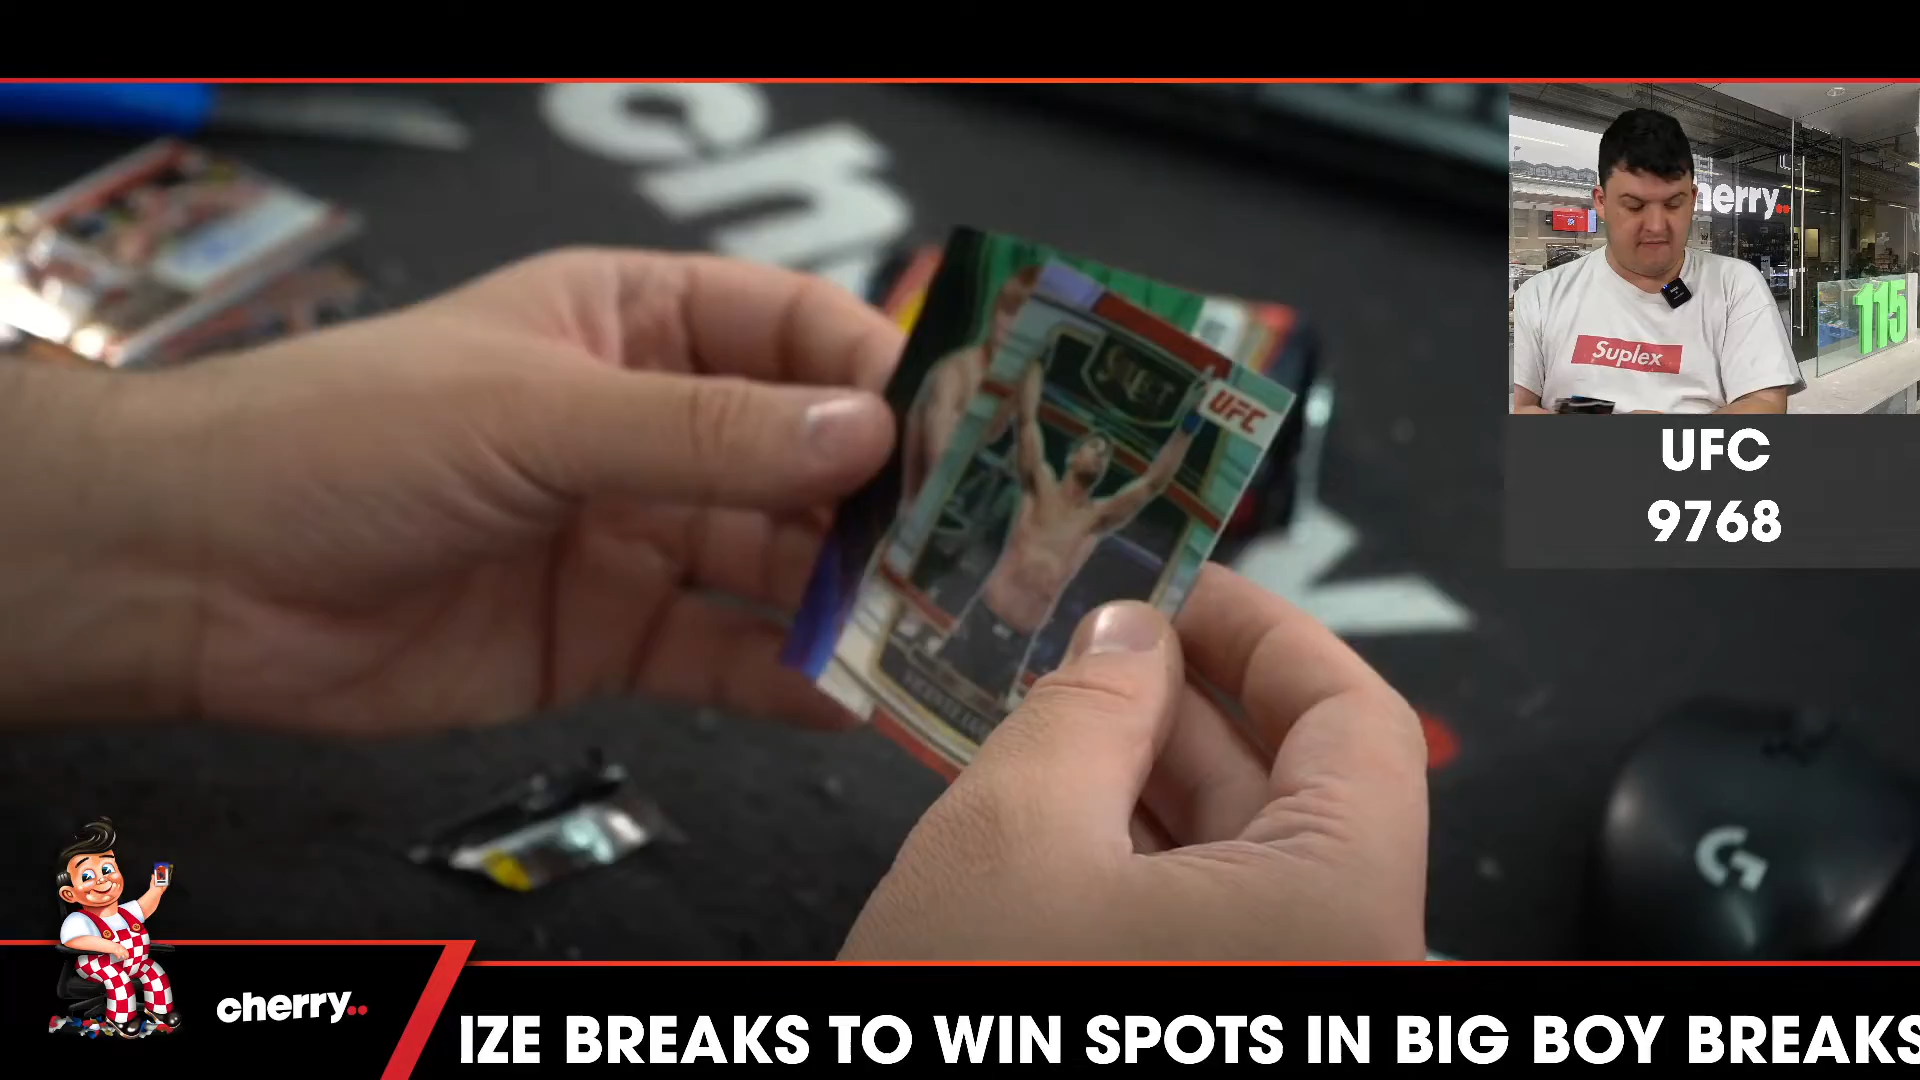 cherry..
Suplex
115
SELECT
UFC
UFC
9768
G
cherry..
IZE BREAKS TO WIN SPOTS IN BIG BOY BREAKS